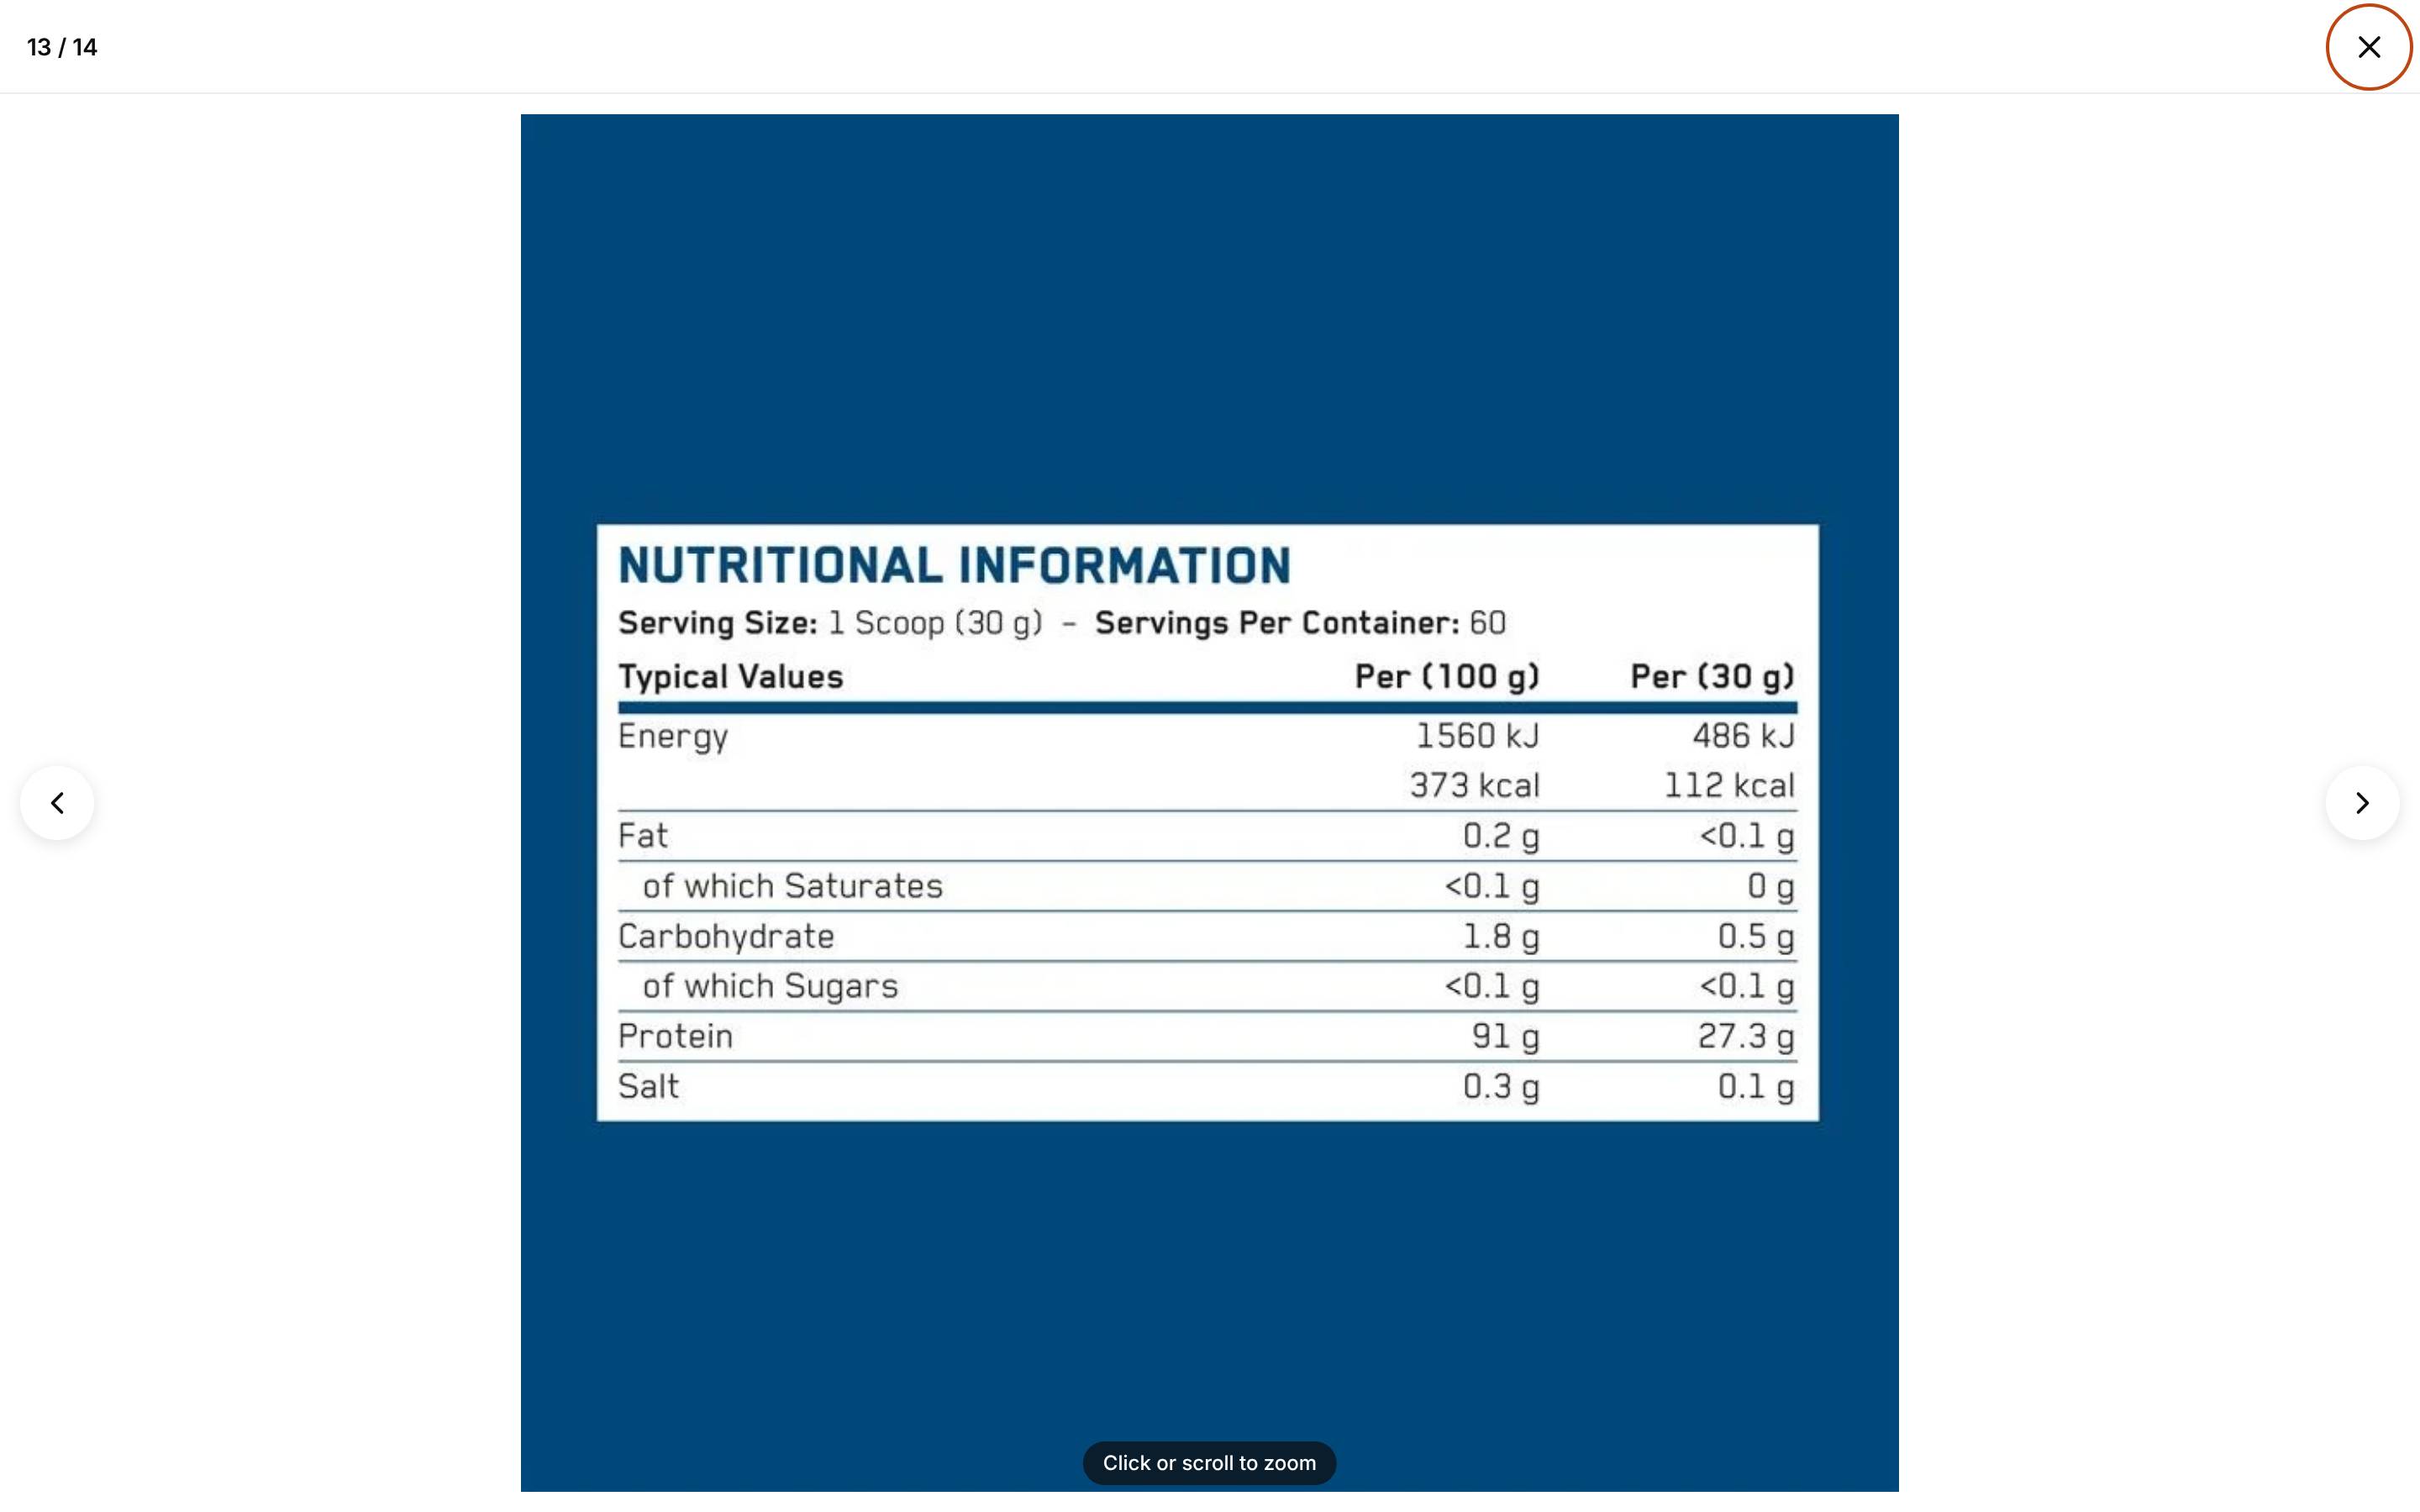 13 / 14
NUTRITIONAL INFORMATION
Serving Size: 1 Scoop (30 g) – Servings Per Container: 60
Typical Values Per (100 g) Per (30 g)
Energy 1560 kJ 486 kJ
373 kcal 112 kcal
Fat 0.2 g <0.1 g
of which Saturates <0.1 g 0 g
Carbohydrate 1.8 g 0.5 g
of which Sugars <0.1 g <0.1 g
Protein 91 g 27.3 g
Salt 0.3 g 0.1 g
Click or scroll to zoom